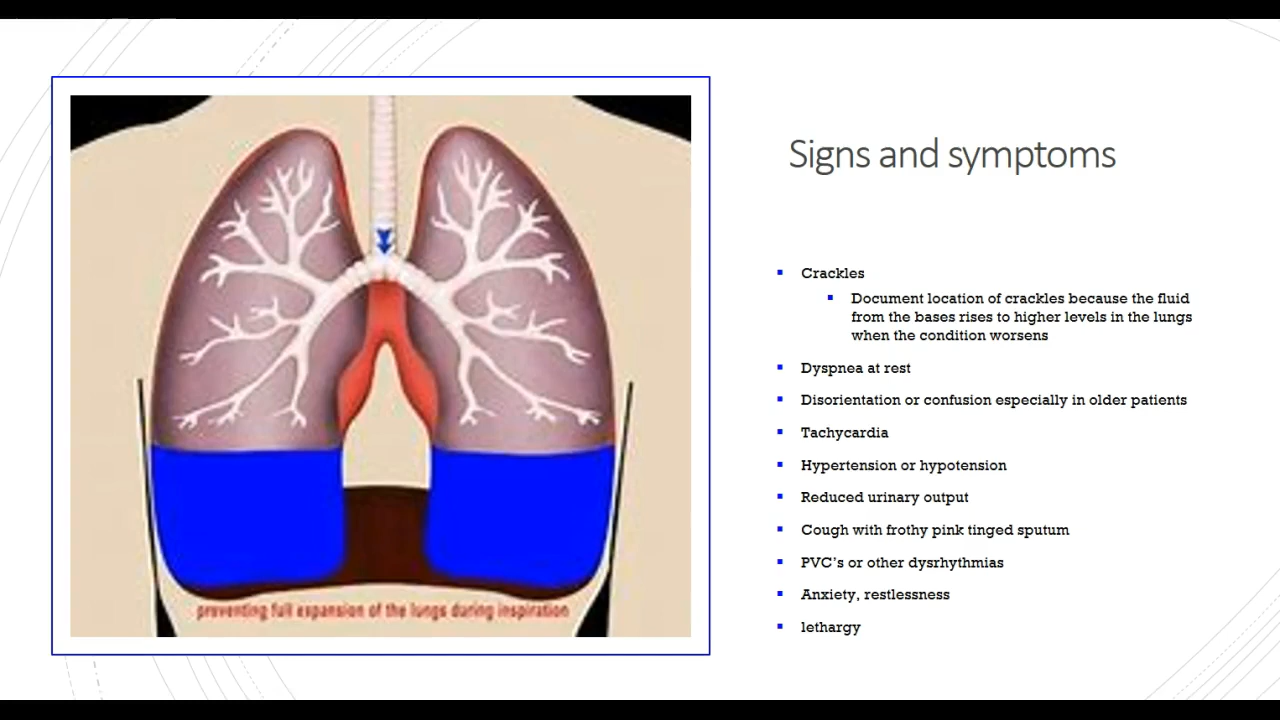 Signs and symptoms
Crackles
Document location of crackles because the fluid
from the bases rises to higher levels in the lungs
when the condition worsens
Dyspnea at rest
Disorientation or confusion especially in older patients
Tachycardia
Hypertension or hypotension
Reduced urinary output
Cough with frothy pink tinged sputum
PVC’s or other dysrhythmias
Anxiety, restlessness
lethargy
preventing full expansion of the lungs during inspiration